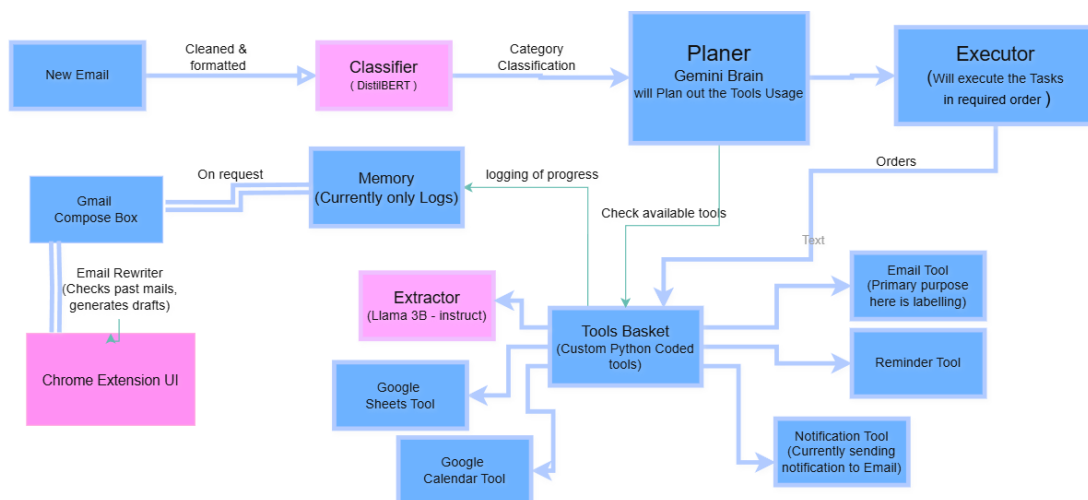 New Email
Cleaned &
formatted
Classifier
( DistilBERT )
Category
Classification
Planer
Gemini Brain
will Plan out the Tools Usage
Executor
(Will execute the Tasks
in required order )
Orders
Text
On request
Memory
(Currently only Logs)
logging of progress
Check available tools
Gmail
Compose Box
Email Rewriter
(Checks past mails,
generates drafts)
Chrome Extension UI
Extractor
(Llama 3B - instruct)
Tools Basket
(Custom Python Coded
tools)
Email Tool
(Primary purpose
here is labelling)
Reminder Tool
Google
Sheets Tool
Google
Calendar Tool
Notification Tool
(Currently sending
notification to Email)